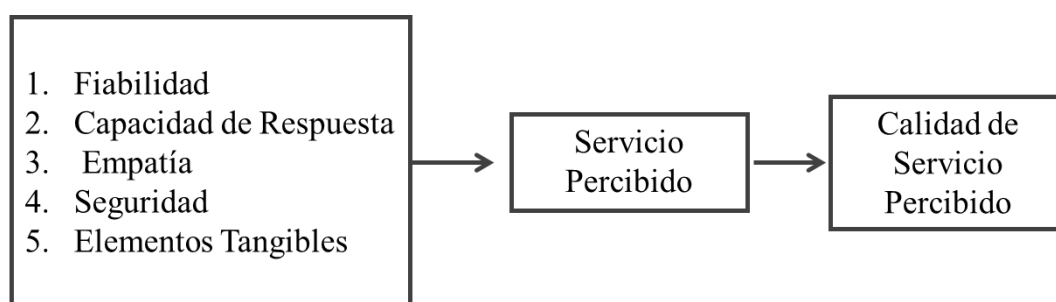 1. Fiabilidad
2. Capacidad de Respuesta
3. Empatía
4. Seguridad
5. Elementos Tangibles
Servicio
Percibido
Calidad de
Servicio
Percibido